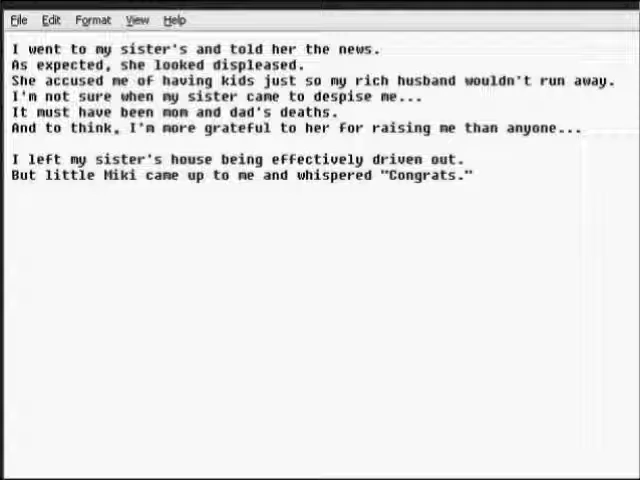 File Edit Format View Help
I went to my sister's and told her the news.
As expected, she looked displeased.
She accused me of having kids just so my rich husband wouldn't run away.
I'm not sure when my sister came to despise me...
It must have been mom and dad's deaths.
And to think, I'm more grateful to her for raising me than anyone...
I left my sister's house being effectively driven out.
But little Miki came up to me and whispered "Congrats."